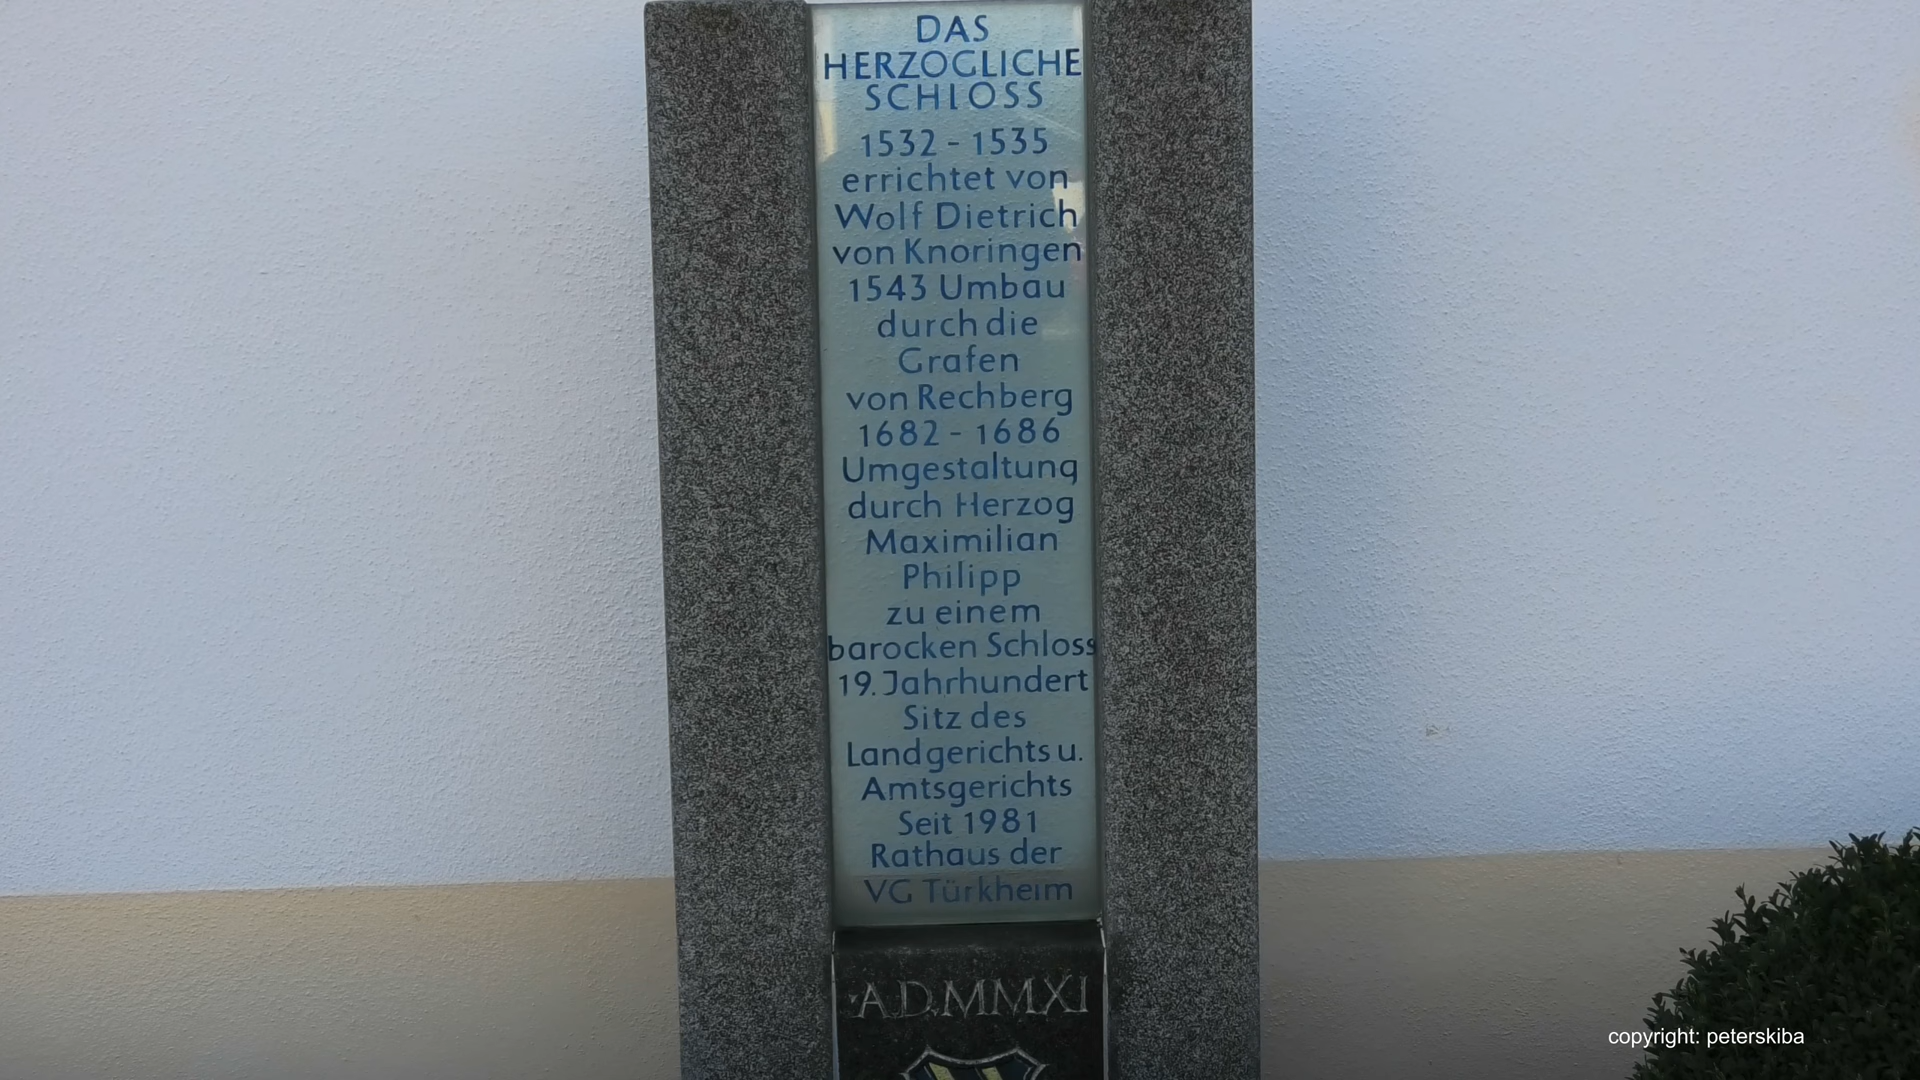 DAS
HERZOGLICHE
SCHLOSS
1532 - 1535
errichtet von
Wolf Dietrich
von Knöringen
1543 Umbau
durch die
Grafen
von Rechberg
1682 - 1686
Umgestaltung
durch Herzog
Maximilian
Philipp
zu einem
barocken Schloss
19. Jahrhundert
Sitz des
Landgerichts u.
Amtsgerichts
Seit 1981
Rathaus der
VG Türkheim
·A.D.MMXI
copyright: peterskiba